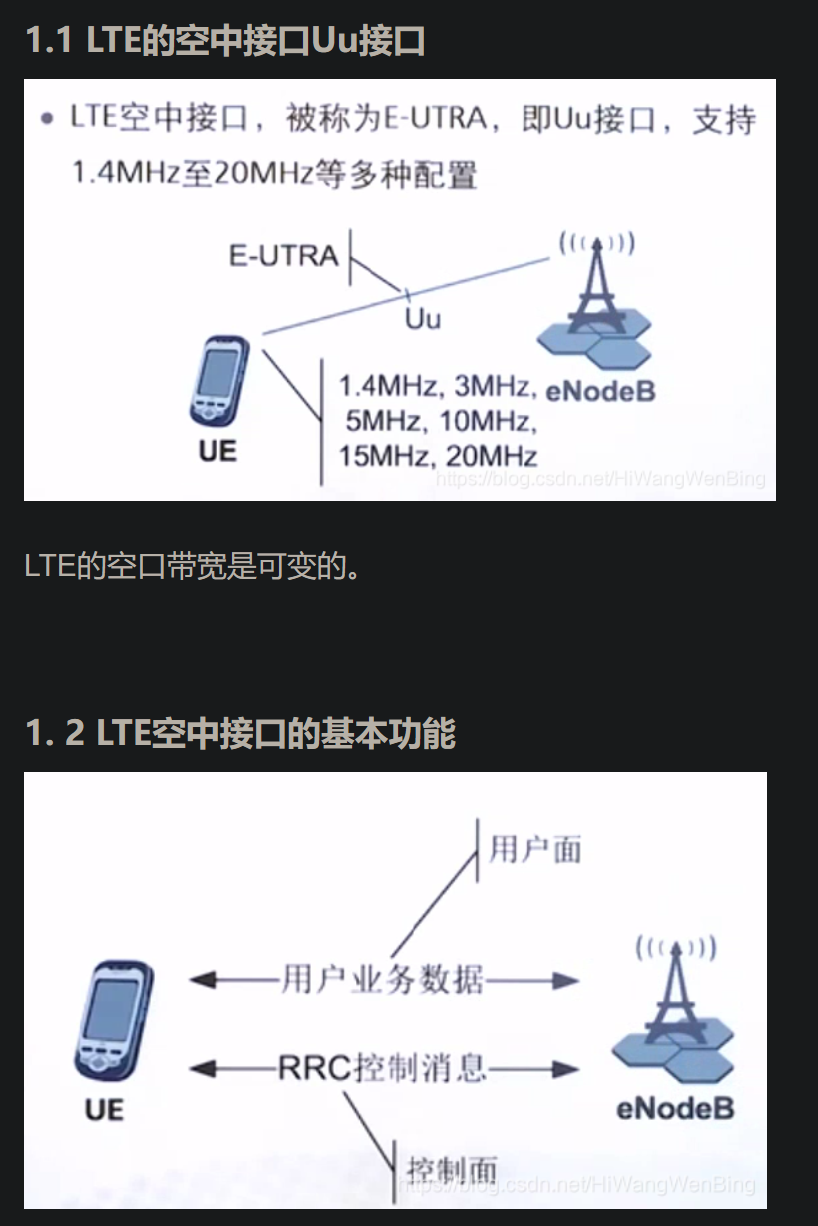 1.1 LTE的空中接口Uu接口
• LTE空中接口，被称为E-UTRA，即Uu接口，支持
1.4MHz至20MHz等多种配置
E-UTRA
Uu
1.4MHz, 3MHz,
5MHz, 10MHz,
15MHz, 20MHz
eNodeB
UE
https://blog.csdn.net/HiWangWenBing
LTE的空口带宽是可变的。
1. 2 LTE空中接口的基本功能
用户面
用户业务数据
RRC控制消息
UE
eNodeB
控制面
https://blog.csdn.net/HiWangWenBing